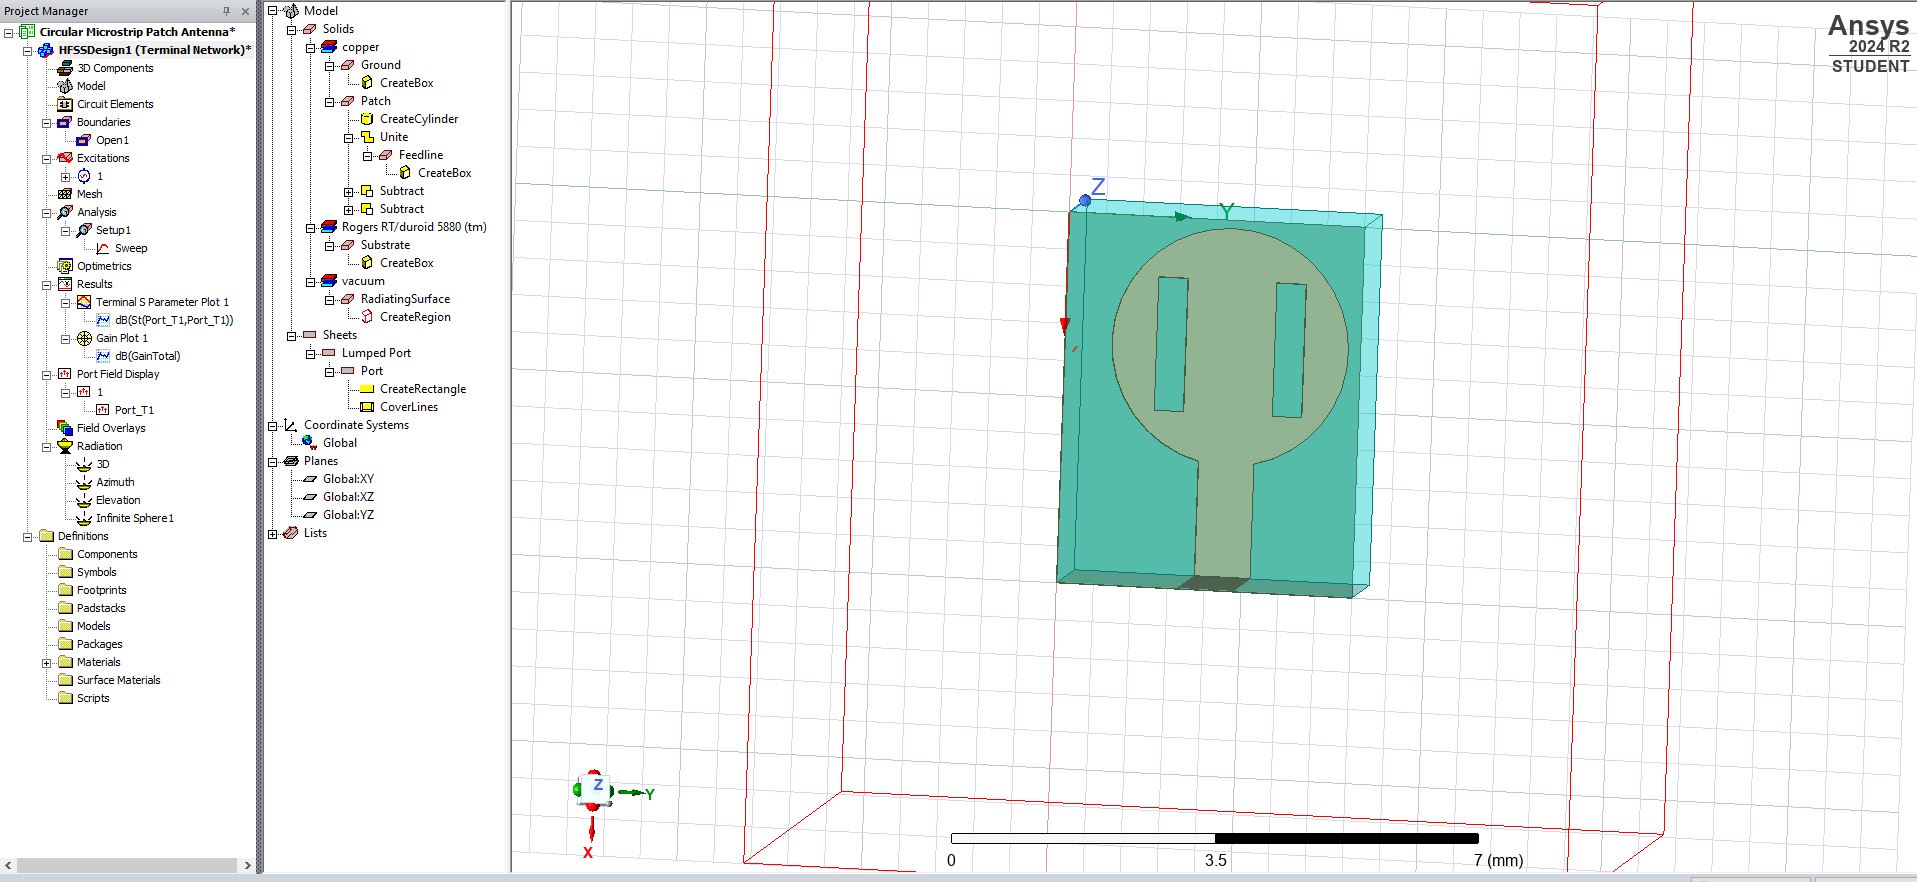 Project Manager
Circular Microstrip Patch Antenna*
HFSSDesign1 (Terminal Network)*
3D Components
Model
Circuit Elements
Boundaries
Open1
Excitations
1
Mesh
Analysis
Setup1
Sweep
Optimetrics
Results
Terminal S Parameter Plot 1
dB(St(Port_T1,Port_T1))
Gain Plot 1
dB(GainTotal)
Port Field Display
1
Port_T1
Field Overlays
Radiation
3D
Azimuth
Elevation
Infinite Sphere1
Definitions
Components
Symbols
Footprints
Padstacks
Models
Packages
Materials
Surface Materials
Scripts
Model
Solids
copper
Ground
CreateBox
Patch
CreateCylinder
Unite
Feedline
CreateBox
Subtract
Subtract
Rogers RT/duroid 5880 (tm)
Substrate
CreateBox
vacuum
RadiatingSurface
CreateRegion
Sheets
Lumped Port
Port
CreateRectangle
CoverLines
Coordinate Systems
Global
Planes
Global:XY
Global:XZ
Global:YZ
Lists
Ansys
2024 R2
STUDENT
Z
Y
Z
Y
X
0
3.5
7 (mm)